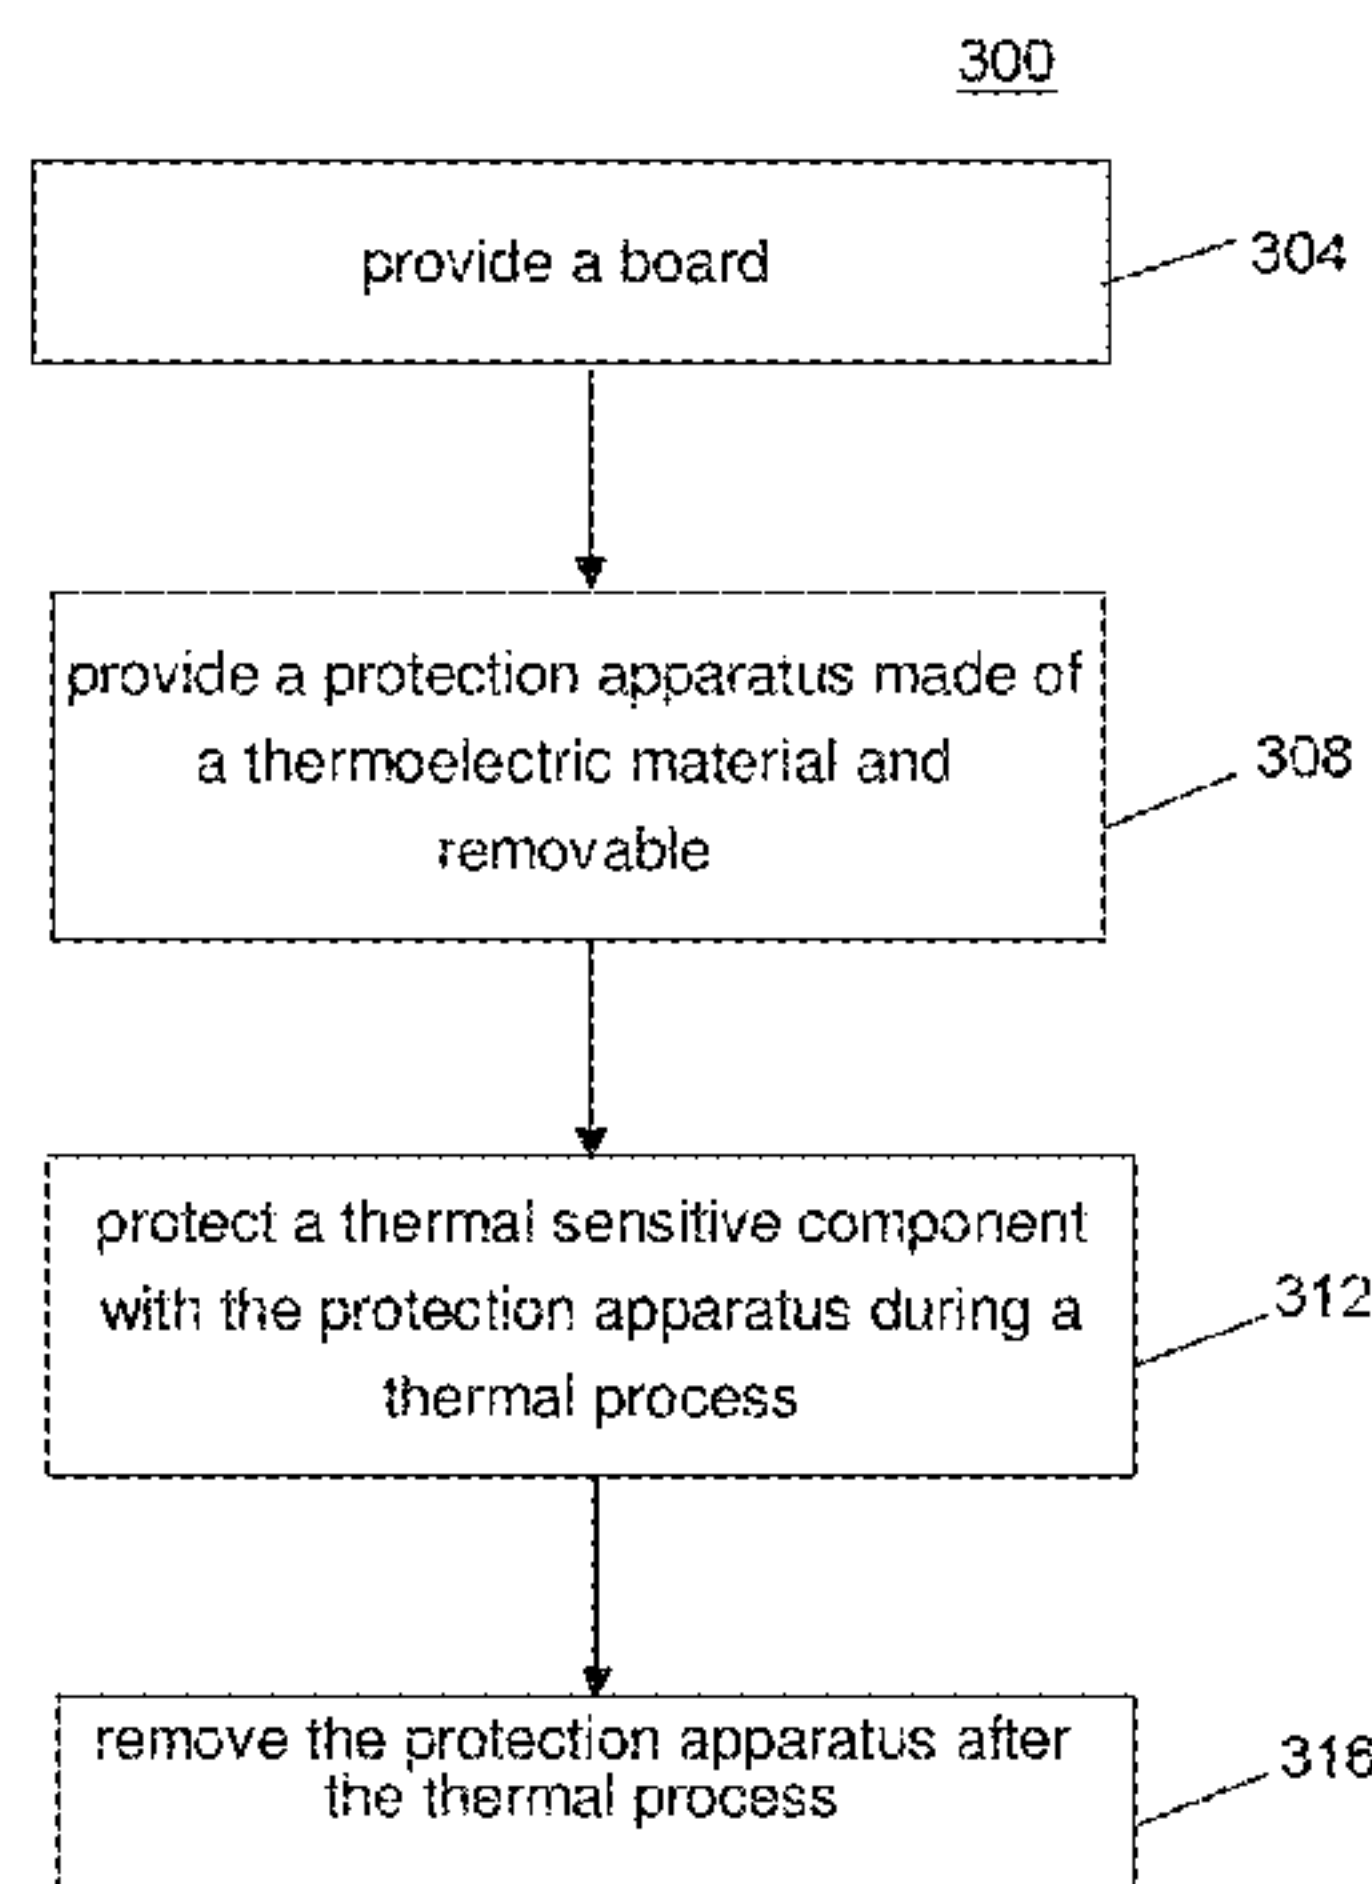 300
provide a board
304
provide a protection apparatus made of
a thermoelectric material and
removable
308
protect a thermal sensitive component
with the protection apparatus during a
thermal process
312
remove the protection apparatus after
the thermal process
316